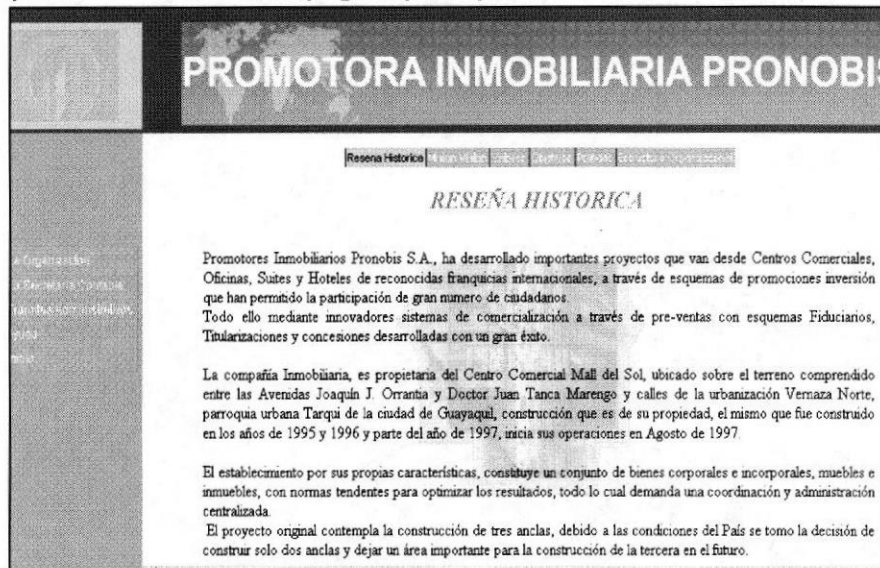 PROMOTORA INMOBILIARIA PRONOBIS
Resena Historica
RESEÑA HISTORICA
Promotores Inmobiliarios Pronobis S.A., ha desarrollado importantes proyectos que van desde Centros Comerciales,
Oficinas, Suites y Hoteles de reconocidas franquicias internacionales, a través de esquemas de promociones inversión
que han permitido la participación de gran numero de ciudadanos.
Todo ello mediante innovadores sistemas de comercialización a través de pre-ventas con esquemas Fiduciarios,
Titularizaciones y concesiones desarrolladas con un gran éxito.
La compañía Inmobiliaria, es propietaria del Centro Comercial Mall del Sol, ubicado sobre el terreno comprendido
entre las Avenidas Joaquín J. Orrantia y Doctor Juan Tanca Marengo y calles de la urbanización Vernaza Norte,
parroquia urbana Tarqui de la ciudad de Guayaquil, construcción que es de su propiedad, el mismo que fue construido
en los años de 1995 y 1996 y parte del año de 1997, inicia sus operaciones en Agosto de 1997.
El establecimiento por sus propias características, constituye un conjunto de bienes corporales e incorporales, muebles e
inmuebles, con normas tendentes para optimizar los resultados, todo lo cual demanda una coordinación y administración
centralizada.
El proyecto original contempla la construcción de tres anclas, debido a las condiciones del País se tomo la decisión de
construir solo dos anclas y dejar un área importante para la construcción de la tercera en el futuro.